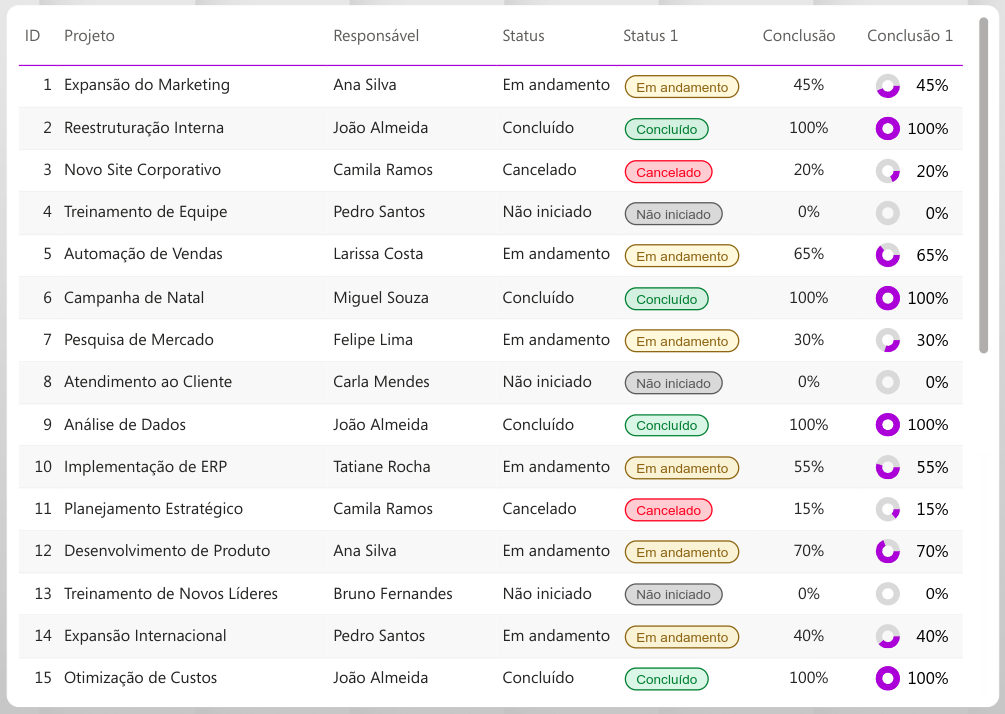 ID Projeto Responsável Status Status 1 Conclusão Conclusão 1
1 Expansão do Marketing Ana Silva Em andamento Em andamento 45% 45%
2 Reestruturação Interna João Almeida Concluído Concluído 100% 100%
3 Novo Site Corporativo Camila Ramos Cancelado Cancelado 20% 20%
4 Treinamento de Equipe Pedro Santos Não iniciado Não iniciado 0% 0%
5 Automação de Vendas Larissa Costa Em andamento Em andamento 65% 65%
6 Campanha de Natal Miguel Souza Concluído Concluído 100% 100%
7 Pesquisa de Mercado Felipe Lima Em andamento Em andamento 30% 30%
8 Atendimento ao Cliente Carla Mendes Não iniciado Não iniciado 0% 0%
9 Análise de Dados João Almeida Concluído Concluído 100% 100%
10 Implementação de ERP Tatiane Rocha Em andamento Em andamento 55% 55%
11 Planejamento Estratégico Camila Ramos Cancelado Cancelado 15% 15%
12 Desenvolvimento de Produto Ana Silva Em andamento Em andamento 70% 70%
13 Treinamento de Novos Líderes Bruno Fernandes Não iniciado Não iniciado 0% 0%
14 Expansão Internacional Pedro Santos Em andamento Em andamento 40% 40%
15 Otimização de Custos João Almeida Concluído Concluído 100% 100%